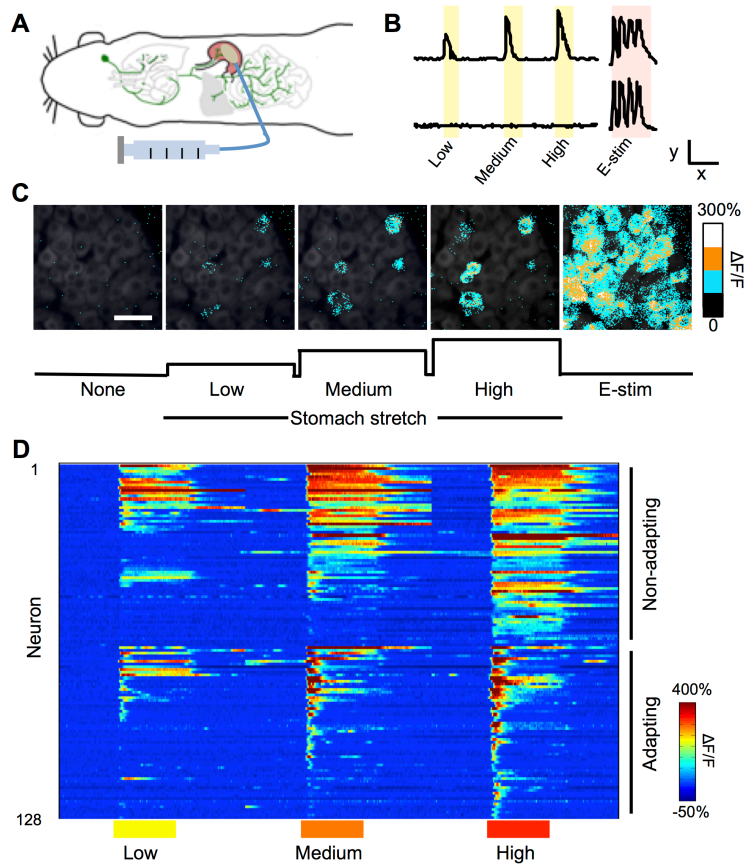 A
B
Low
Medium
High
E-stim
y
x
C
300%
ΔF/F
0
None
Low
Medium
High
E-stim
Stomach stretch
D
1
Neuron
128
Non-adapting
Adapting
400%
ΔF/F
-50%
Low
Medium
High